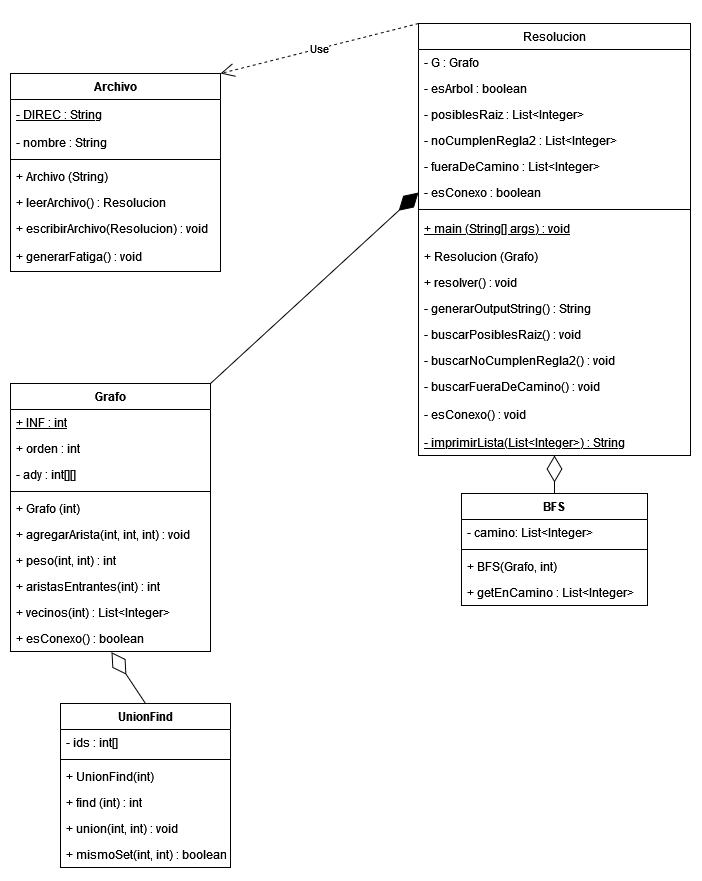 Resolucion
- G : Grafo
- esArbol : boolean
- posiblesRaiz : List<Integer>
- noCumplenRegla2 : List<Integer>
- fueraDeCamino : List<Integer>
- esConexo : boolean
+ main (String[] args) : void
+ Resolucion (Grafo)
+ resolver() : void
- generarOutputString() : String
- buscarPosiblesRaiz() : void
- buscarNoCumplenRegla2() : void
- buscarFueraDeCamino() : void
- esConexo() : void
- imprimirLista(List<Integer>) : String
Use
Archivo
- DIREC : String
- nombre : String
+ Archivo (String)
+ leerArchivo() : Resolucion
+ escribirArchivo(Resolucion) : void
+ generarFatiga() : void
Grafo
+ INF : int
+ orden : int
- ady : int[][]
+ Grafo (int)
+ agregarArista(int, int, int) : void
+ peso(int, int) : int
+ aristasEntrantes(int) : int
+ vecinos(int) : List<Integer>
+ esConexo() : boolean
BFS
- camino: List<Integer>
+ BFS(Grafo, int)
+ getEnCamino : List<Integer>
UnionFind
- ids : int[]
+ UnionFind(int)
+ find (int) : int
+ union(int, int) : void
+ mismoSet(int, int) : boolean